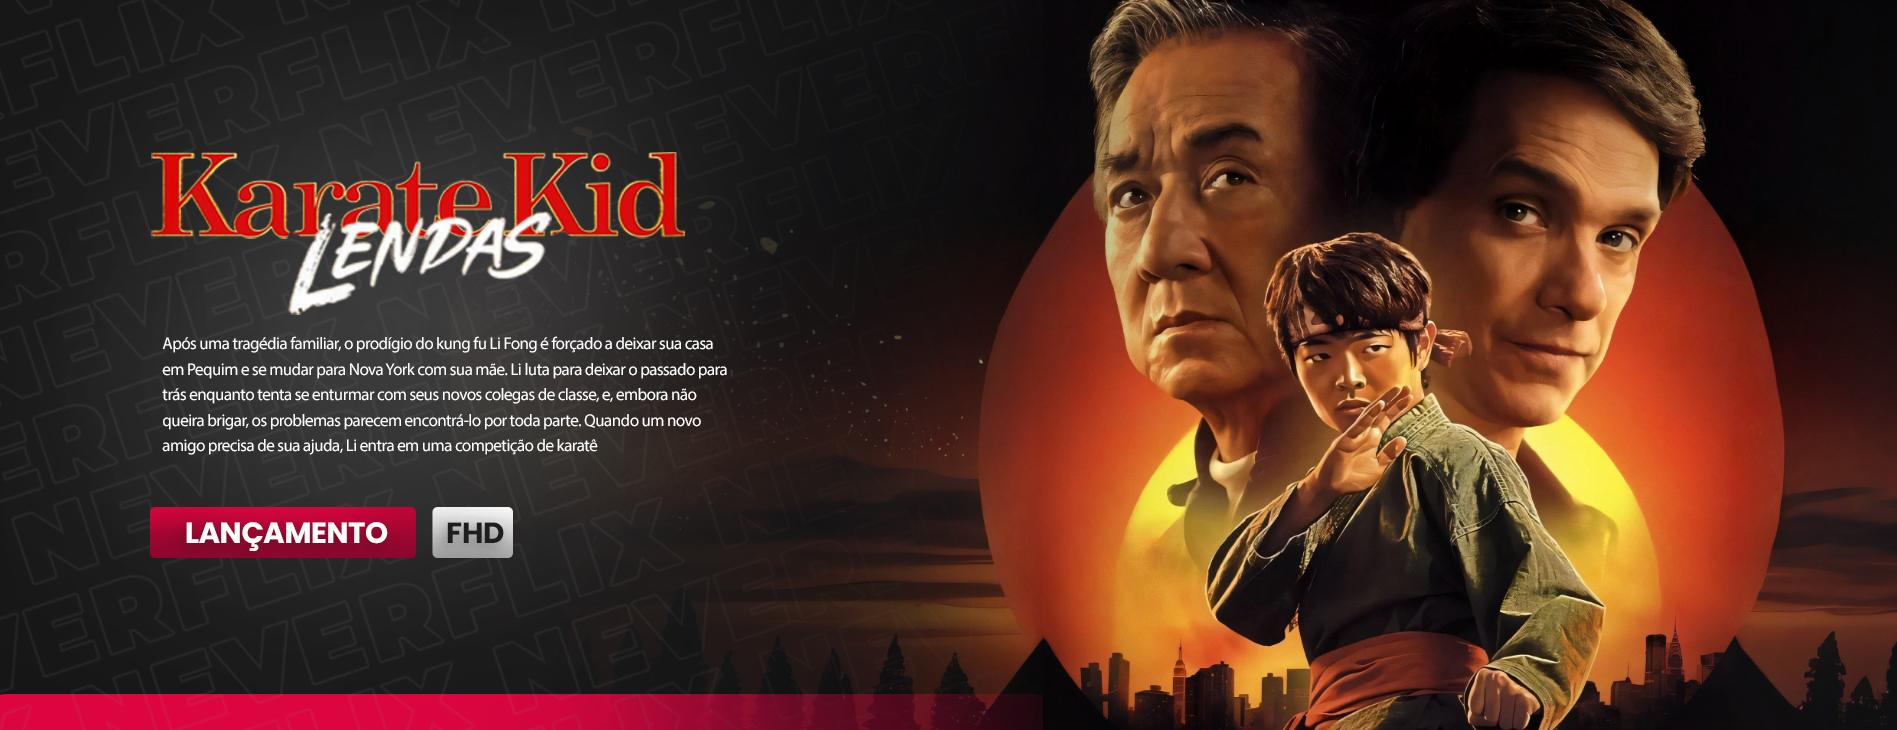 Karate Kid
LENDAS
Após uma tragédia familiar, o prodígio do kung fu Li Fong é forçado a deixar sua casa
em Pequim e se mudar para Nova York com sua mãe. Li luta para deixar o passado para
trás enquanto tenta se enturmar com seus novos colegas de classe, e, embora não
queira brigar, os problemas parecem encontrá-lo por toda parte. Quando um novo
amigo precisa de sua ajuda, Li entra em uma competição de karatê
LANÇAMENTO
FHD
NEVERFLIX